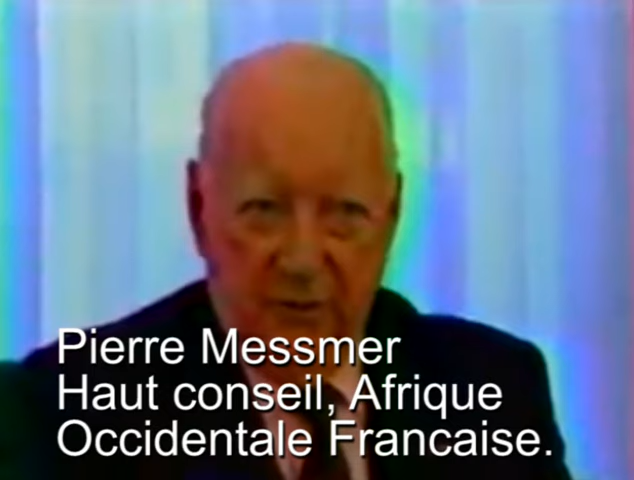 Pierre Messmer
Haut conseil, Afrique
Occidentale Francaise.